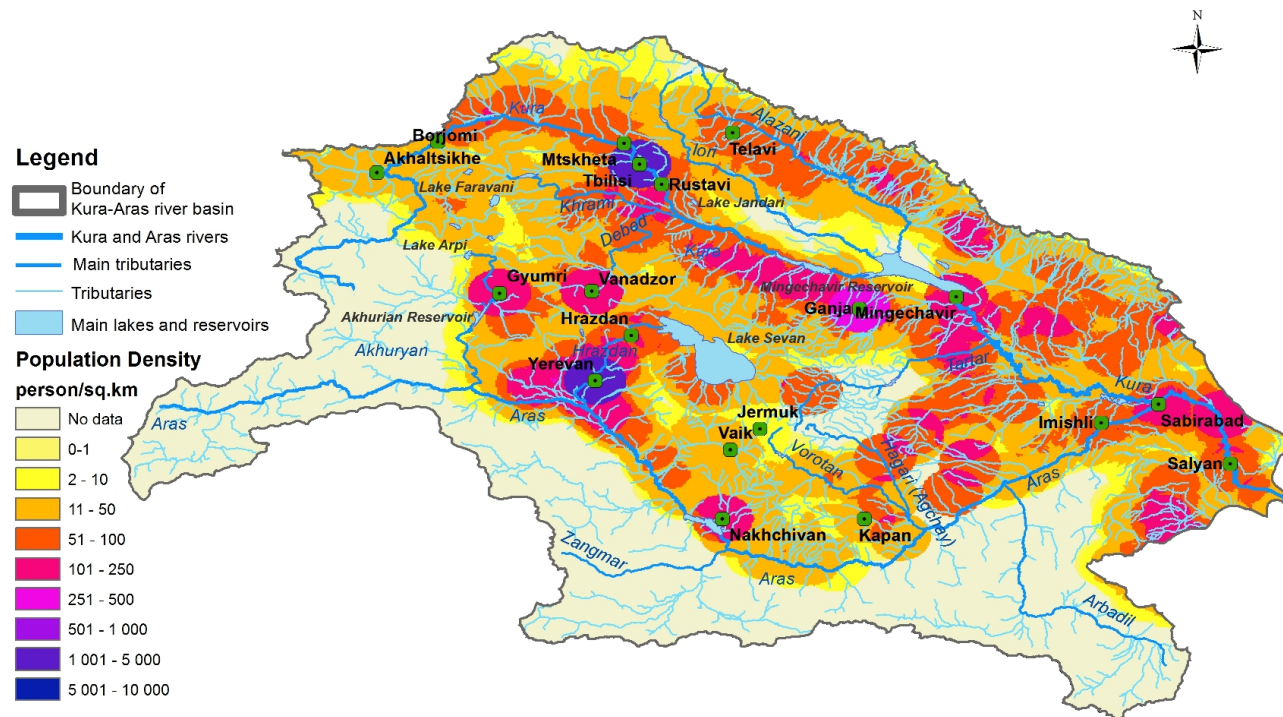 N
Legend
Boundary of
Kura-Aras river basin
Kura and Aras rivers
Main tributaries
Tributaries
Main lakes and reservoirs
Population Density
person/sq.km
No data
0-1
2 - 10
11 - 50
51 - 100
101 - 250
251 - 500
501 - 1 000
1 001 - 5 000
5 001 - 10 000
Kura
Borjomi
Akhaltsikhe
Mtskheta
Tbilisi
Rustavi
Iori
Telavi
Alazani
Lake Faravani
Khrami
Lake Jandari
Debed
Lake Arpi
Kura
Gyumri
Vanadzor
Mingechavir Reservoir
Akhurian Reservoir
Hrazdan
Ganja
Mingechavir
Lake Sevan
Akhuryan
Hrazdan
Yerevan
Tartar
Kura
Aras
Aras
Jermuk
Vaik
Imishli
Sabirabad
Vorotan
Hagari (Agchay)
Salyan
Aras
Nakhchivan
Kapan
Zangmar
Aras
Arbadil